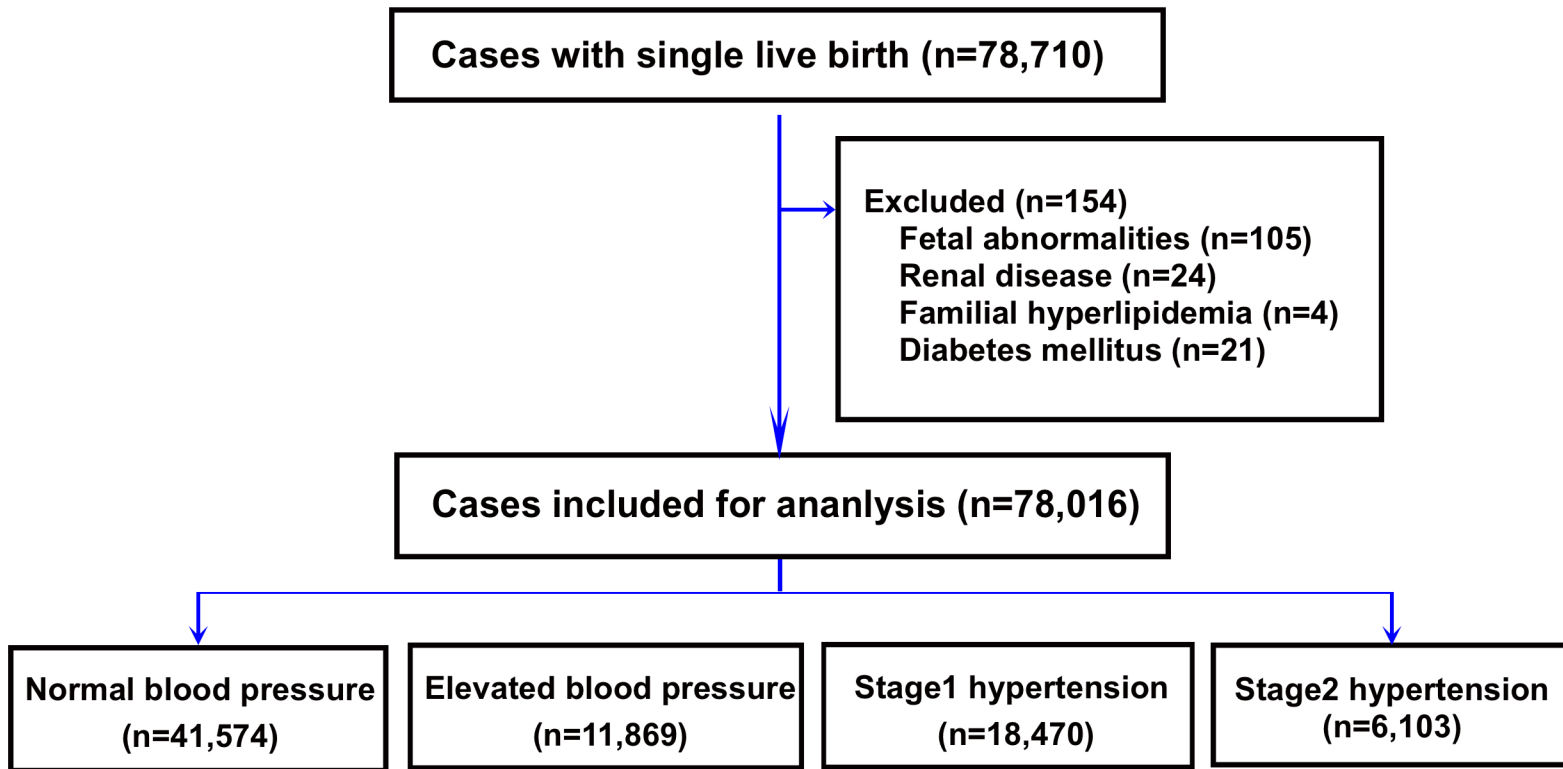 Cases with single live birth (n=78,710)
Excluded (n=154)
Fetal abnormalities (n=105)
Renal disease (n=24)
Familial hyperlipidemia (n=4)
Diabetes mellitus (n=21)
Cases included for ananlysis (n=78,016)
Normal blood pressure
(n=41,574)
Elevated blood pressure
(n=11,869)
Stage1 hypertension
(n=18,470)
Stage2 hypertension
(n=6,103)